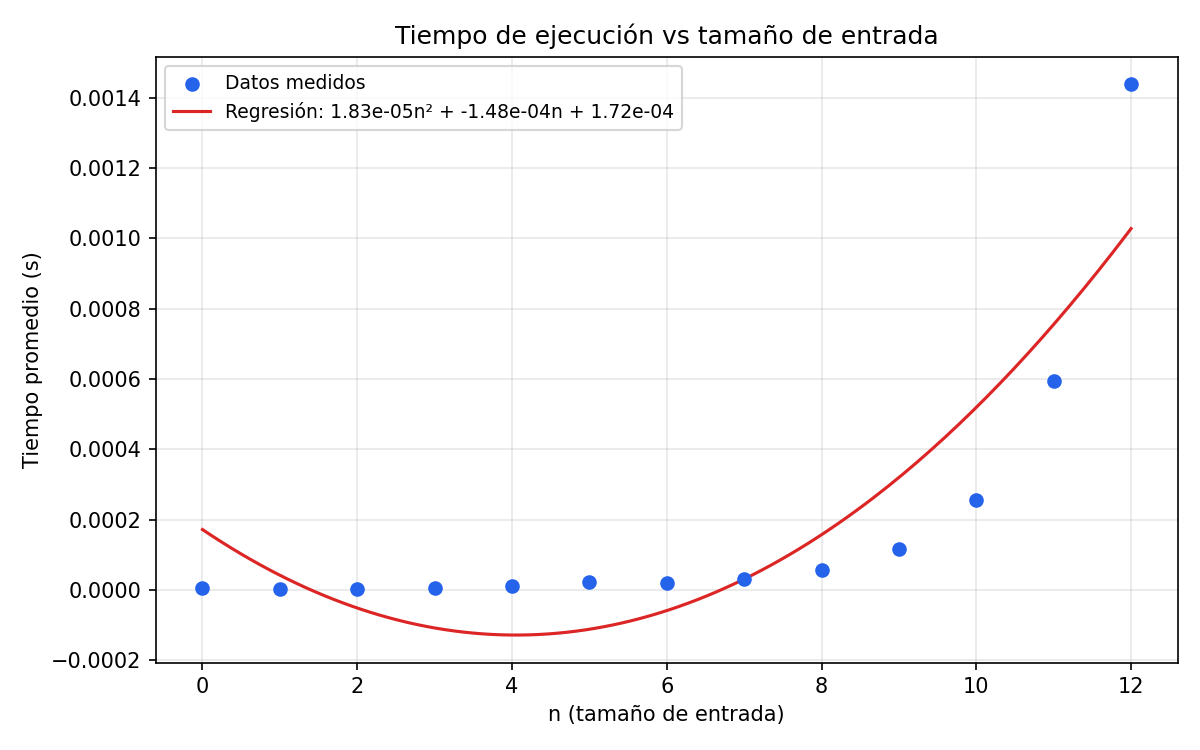 Tiempo de ejecución vs tamaño de entrada
Datos medidos
Regresión: 1.83e-05n² + -1.48e-04n + 1.72e-04
Tiempo promedio (s)
0.0014
0.0012
0.0010
0.0008
0.0006
0.0004
0.0002
0.0000
−0.0002
0 2 4 6 8 10 12
n (tamaño de entrada)